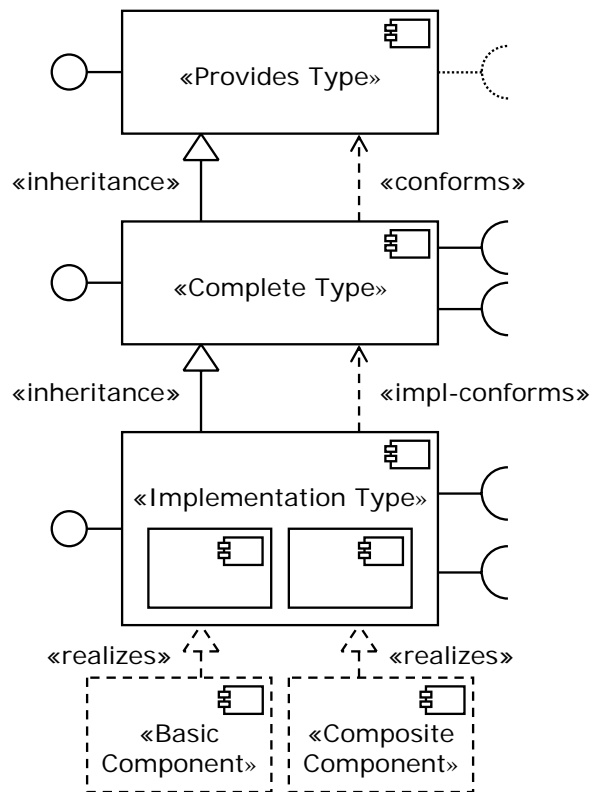 «Provides Type»
«inheritance» «conforms»
«Complete Type»
«inheritance» «impl-conforms»
«Implementation Type»
«realizes» «realizes»
«Basic
Component»
«Composite
Component»